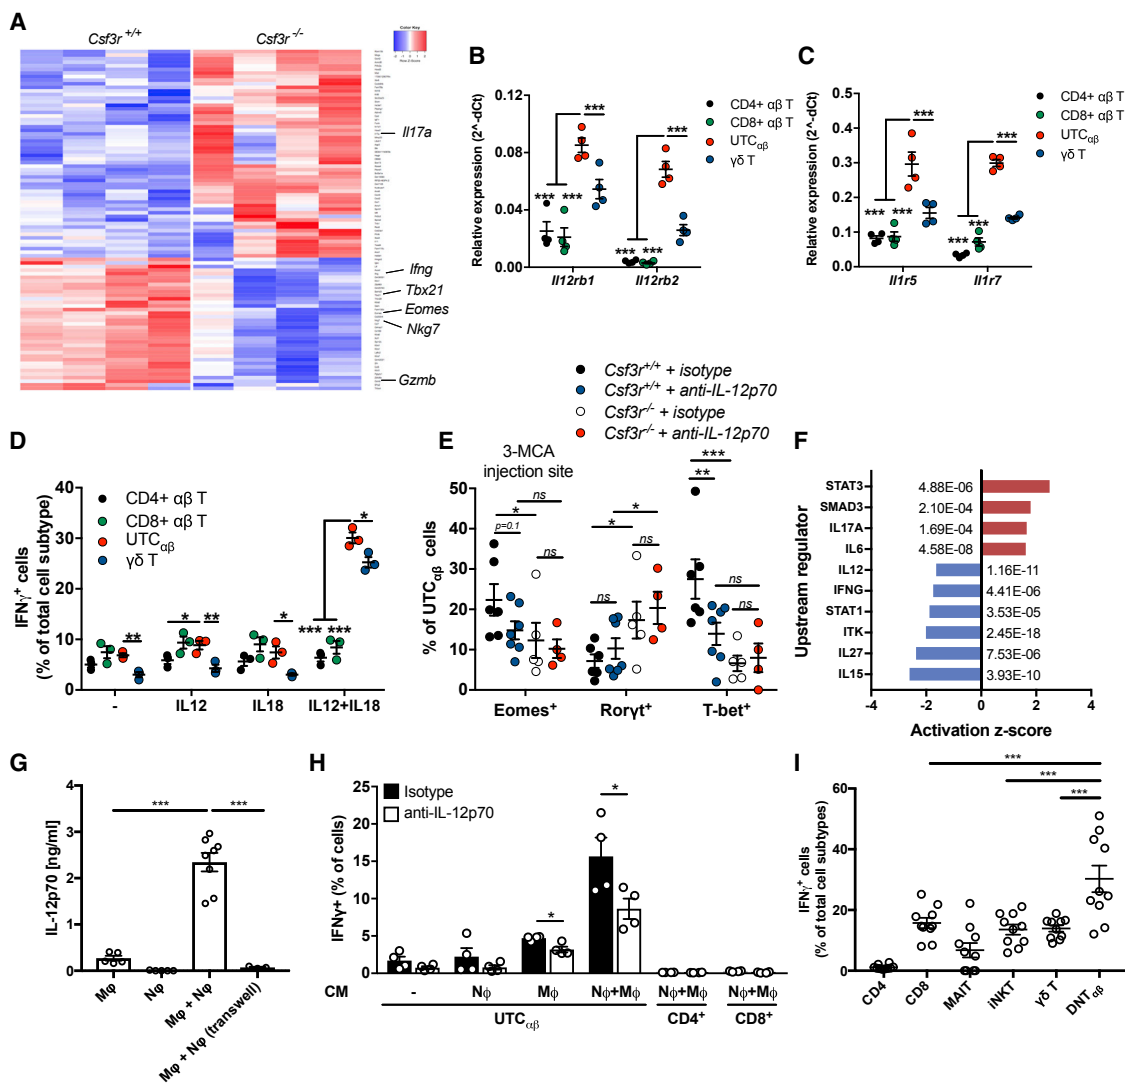 A
Csf3r +/+
Csf3r -/-
Color Key
Il17a
Ifng
Tbx21
Eomes
Nkg7
Gzmb
B
Relative expression (2^-dCt)
0.12
0.08
0.04
0.00
***
***
***
***
***
***
Il12rb1
Il12rb2
CD4+ αβ T
CD8+ αβ T
UTCαβ
γδ T
C
Relative expression (2^-dCt)
0.5
0.4
0.3
0.2
0.1
0.0
***
***
***
***
***
***
Il1r5
Il1r7
CD4+ αβ T
CD8+ αβ T
UTCαβ
γδ T
Csf3r+/+ + isotype
Csf3r+/+ + anti-IL-12p70
Csf3r-/- + isotype
Csf3r-/- + anti-IL-12p70
D
IFNγ+ cells
(% of total cell subtype)
40
30
20
10
0
CD4+ αβ T
CD8+ αβ T
UTCαβ
γδ T
**
*
**
*
***
***
*
-
IL12
IL18
IL12+IL18
E
3-MCA
injection site
% of UTCαβ cells
50
40
30
20
10
0
ns
*
p=0.1
ns
*
*
ns
ns
***
**
ns
ns
Eomes+
Rorγt+
T-bet+
F
Upstream regulator
STAT3
4.88E-06
SMAD3
2.10E-04
IL17A
1.69E-04
IL6
4.58E-08
IL12
1.16E-11
IFNG
4.41E-06
STAT1
3.53E-05
ITK
2.45E-18
IL27
7.53E-06
IL15
3.93E-10
-4
-2
0
2
4
Activation z-score
G
IL-12p70 [ng/ml]
4
3
2
1
0
***
***
Mφ
Nφ
Mφ + Nφ
Mφ + Nφ (transwell)
H
IFNγ+ (% of cells)
25
20
15
10
5
0
Isotype
anti-IL-12p70
*
*
CM
-
Nϕ
Mϕ
Nϕ+Mϕ
Nϕ+Mϕ
Nϕ+Mϕ
UTCαβ
CD4+
CD8+
I
IFNγ+ cells
(% of total cell subtypes)
60
40
20
0
***
***
***
CD4
CD8
MAIT
iNKT
γδ T
DNTαβ